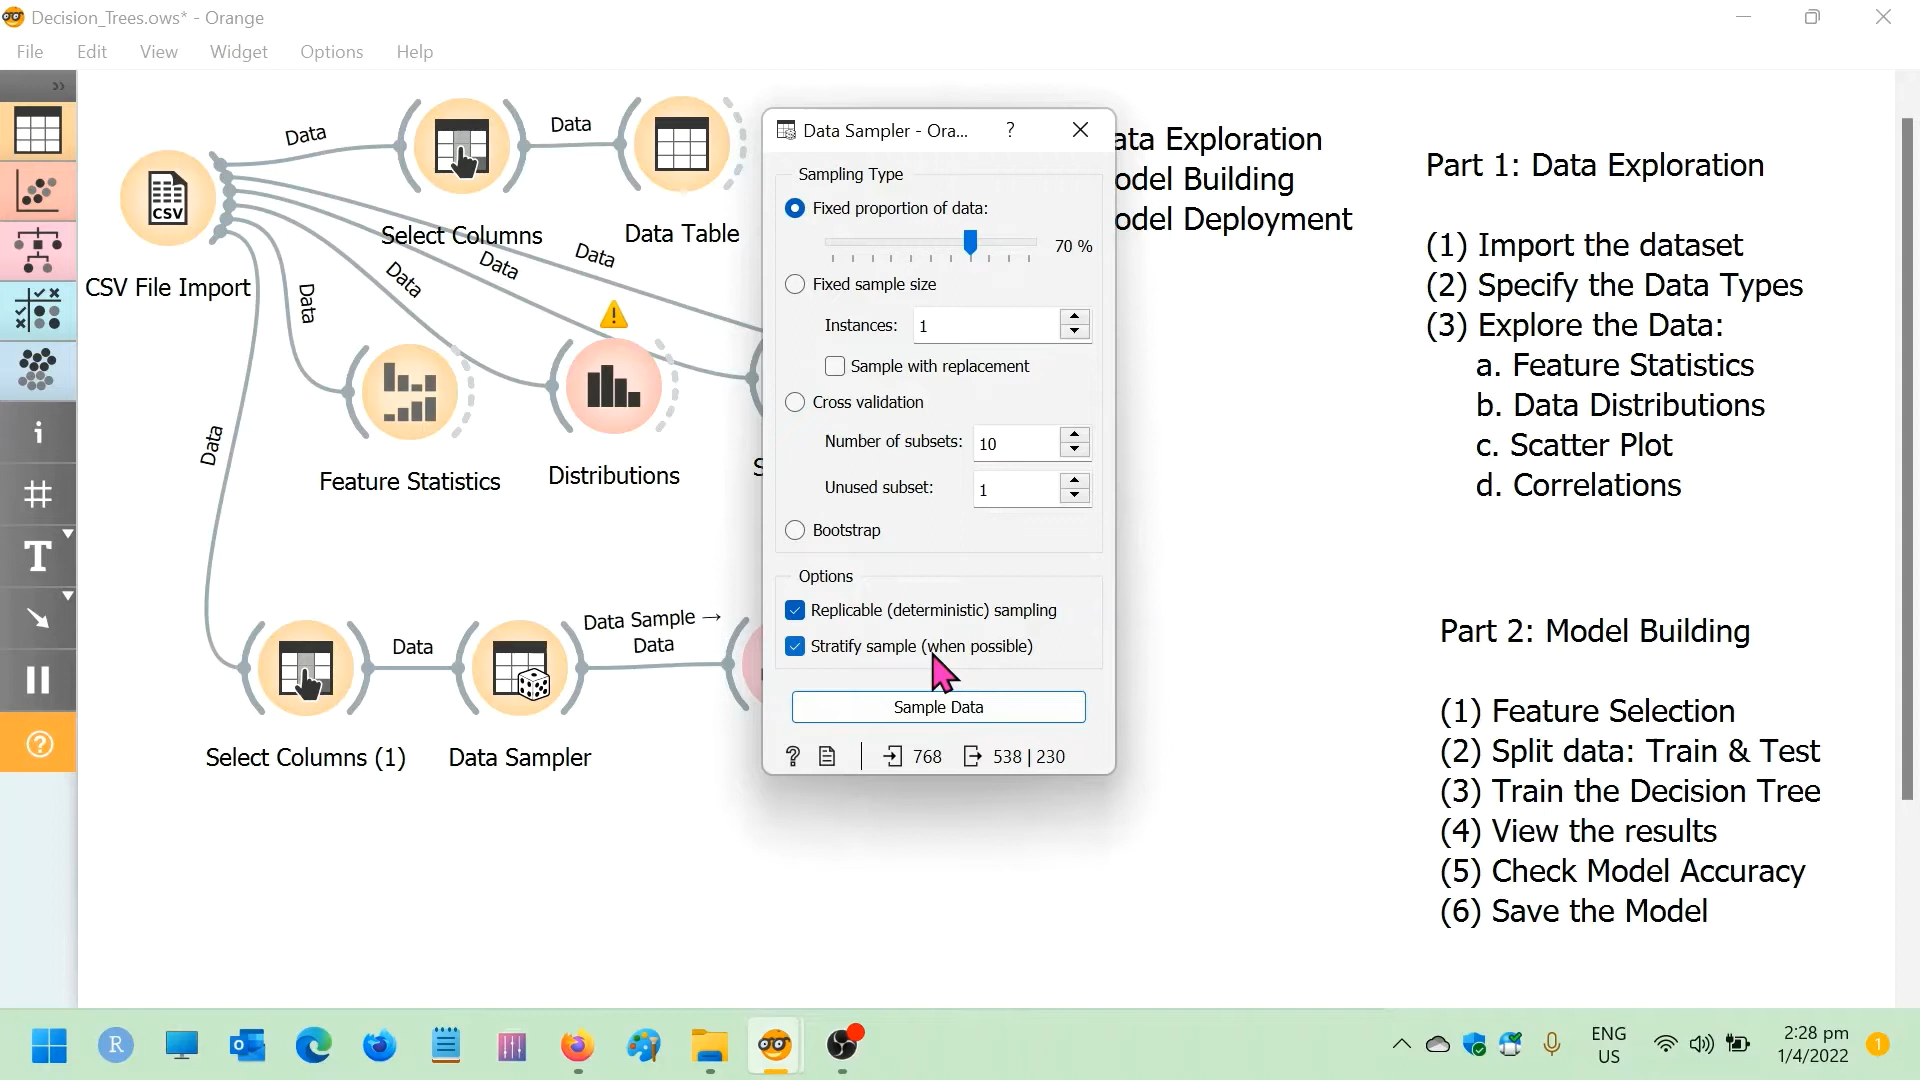 Decision_Trees.ows* - Orange
File Edit View Widget Options Help
Data
Data
CSV
CSV File Import
Select Columns
Data Table
Data
Data
Data
Data
Data
Feature Statistics
Distributions
S
Data
Data Sample →
Data
Select Columns (1)
Data Sampler
Data Sampler - Ora...
?
Sampling Type
Fixed proportion of data:
70 %
Fixed sample size
Instances: 1
Sample with replacement
Cross validation
Number of subsets: 10
Unused subset: 1
Bootstrap
Options
Replicable (deterministic) sampling
Stratify sample (when possible)
Sample Data
? 768 538 | 230
ata Exploration
odel Building
odel Deployment
Part 1: Data Exploration
(1) Import the dataset
(2) Specify the Data Types
(3) Explore the Data:
a. Feature Statistics
b. Data Distributions
c. Scatter Plot
d. Correlations
Part 2: Model Building
(1) Feature Selection
(2) Split data: Train & Test
(3) Train the Decision Tree
(4) View the results
(5) Check Model Accuracy
(6) Save the Model
i
T
?
R
ENG
US
2:28 pm
1/4/2022
1